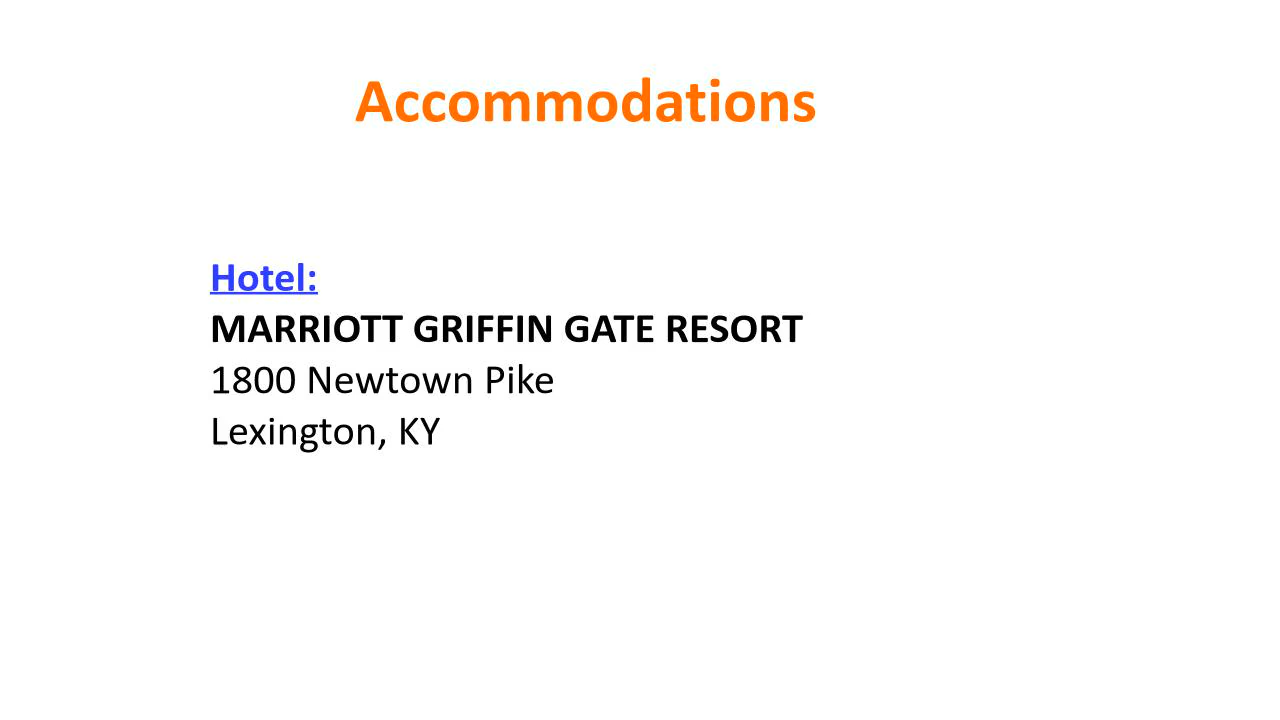 Accommodations
Hotel:
MARRIOTT GRIFFIN GATE RESORT
1800 Newtown Pike
Lexington, KY